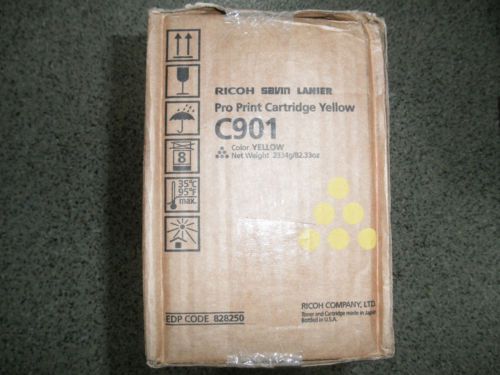 RICOH SAVIN LANIER
Pro Print Cartridge Yellow
C901
Color YELLOW
Net Weight 2334g/82.33oz
8
35°C
95°F
max.
EDP CODE 828250
RICOH COMPANY, LTD.
Toner and Cartridge made in Japan
Bottled in U.S.A.